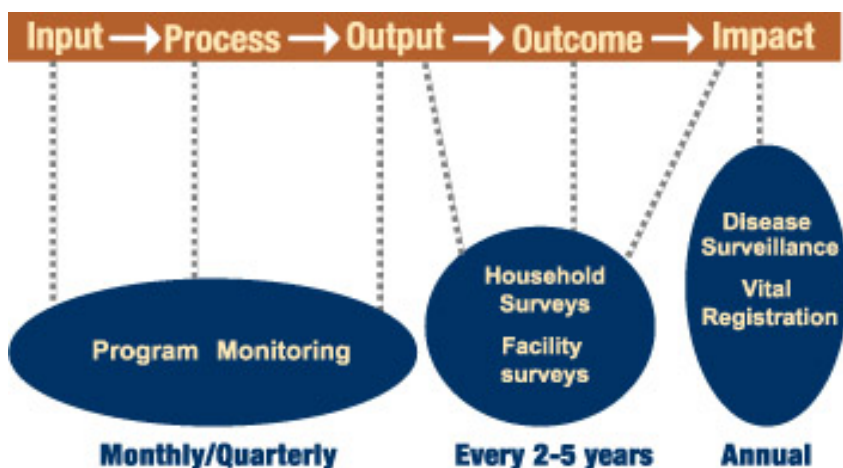 Input → Process → Output → Outcome → Impact
Program Monitoring
Household
Surveys
Facility
surveys
Disease
Surveillance
Vital
Registration
Monthly/Quarterly
Every 2-5 years
Annual